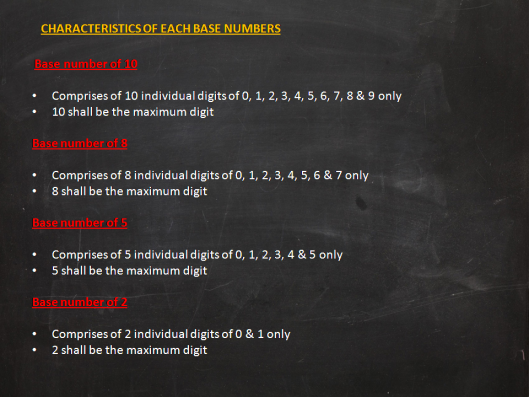 CHARACTERISTICS OF EACH BASE NUMBERS
Base number of 10
• Comprises of 10 individual digits of 0, 1, 2, 3, 4, 5, 6, 7, 8 & 9 only
• 10 shall be the maximum digit
Base number of 8
• Comprises of 8 individual digits of 0, 1, 2, 3, 4, 5, 6 & 7 only
• 8 shall be the maximum digit
Base number of 5
• Comprises of 5 individual digits of 0, 1, 2, 3, 4 & 5 only
• 5 shall be the maximum digit
Base number of 2
• Comprises of 2 individual digits of 0 & 1 only
• 2 shall be the maximum digit